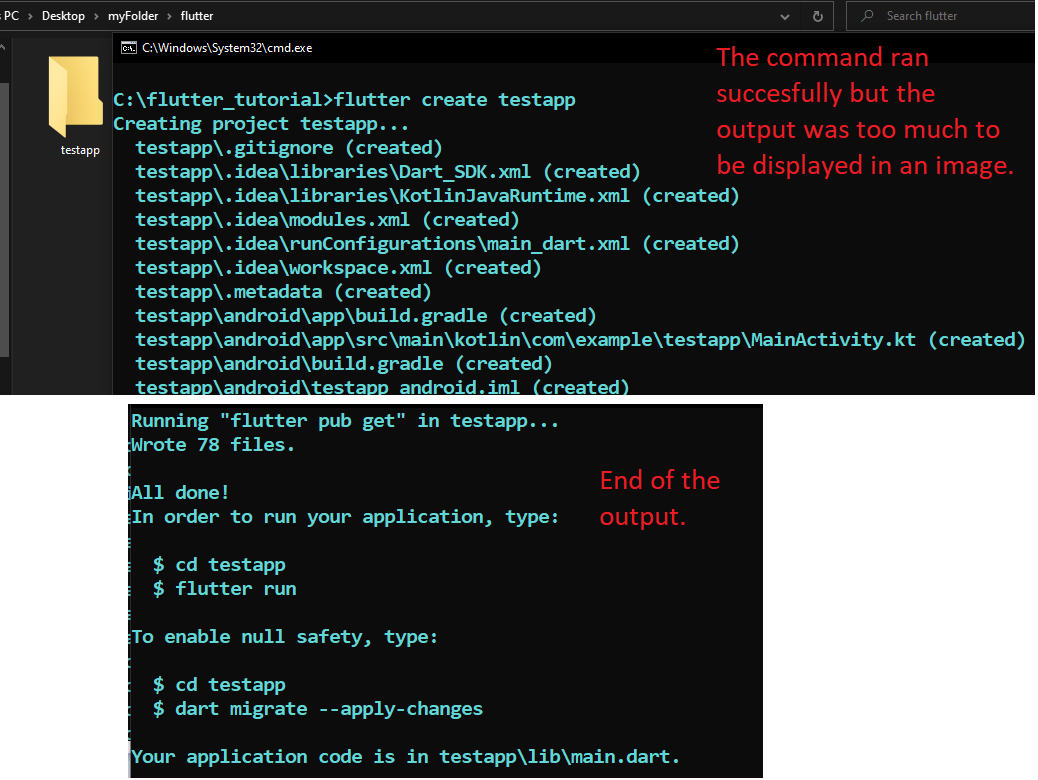 PC > Desktop > myFolder > flutter
Search flutter
C:\Windows\System32\cmd.exe
testapp
The command ran
succesfully but the
output was too much to
be displayed in an image.
C:\flutter_tutorial>flutter create testapp
Creating project testapp...
testapp\.gitignore (created)
testapp\.idea\libraries\Dart_SDK.xml (created)
testapp\.idea\libraries\KotlinJavaRuntime.xml (created)
testapp\.idea\modules.xml (created)
testapp\.idea\runConfigurations\main_dart.xml (created)
testapp\.idea\workspace.xml (created)
testapp\.metadata (created)
testapp\android\app\build.gradle (created)
testapp\android\app\src\main\kotlin\com\example\testapp\MainActivity.kt (created)
testapp\android\build.gradle (created)
testapp\android\testapp_android.iml (created)
Running "flutter pub get" in testapp...
Wrote 78 files.
All done!
In order to run your application, type:
$ cd testapp
$ flutter run
To enable null safety, type:
$ cd testapp
$ dart migrate --apply-changes
Your application code is in testapp\lib\main.dart.
End of the
output.